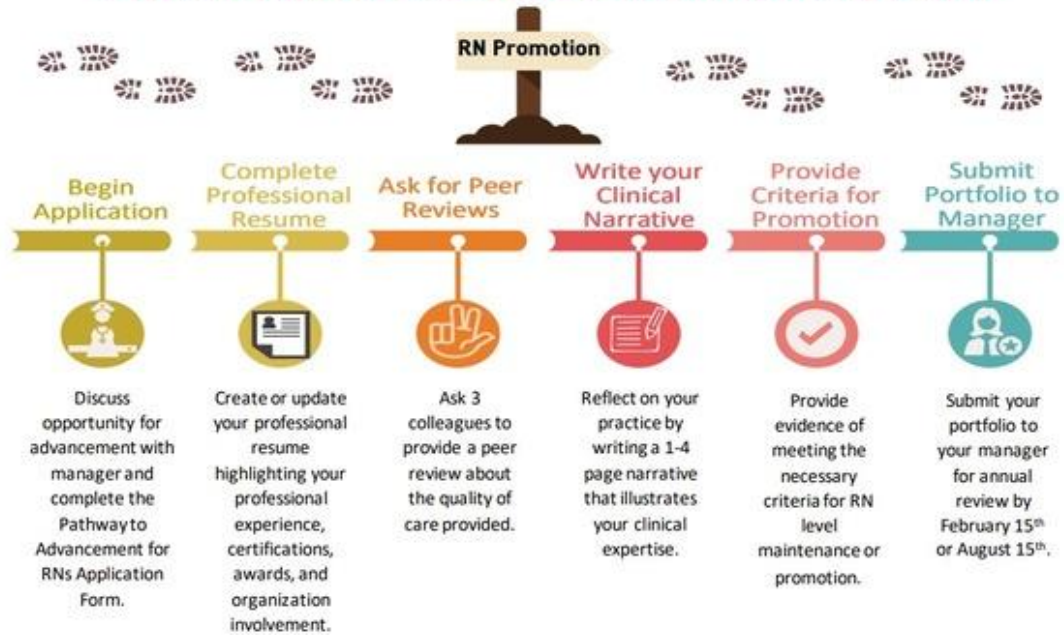 RN Promotion
Begin
Application
Discuss
opportunity for
advancement with
manager and
complete the
Pathway to
Advancement for
RNs Application
Form.
Complete
Professional
Resume
Create or update
your professional
resume
highlighting your
professional
experience,
certifications,
awards, and
organization
involvement.
Ask for Peer
Reviews
Ask 3
colleagues to
provide a peer
review about
the quality of
care provided.
Write your
Clinical
Narrative
Reflect on your
practice by
writing a 1-4
page narrative
that illustrates
your clinical
expertise.
Provide
Criteria for
Promotion
Provide
evidence of
meeting the
necessary
criteria for RN
level
maintenance or
promotion.
Submit
Portfolio to
Manager
Submit your
portfolio to
your manager
for annual
review by
February 15th
or August 15th.